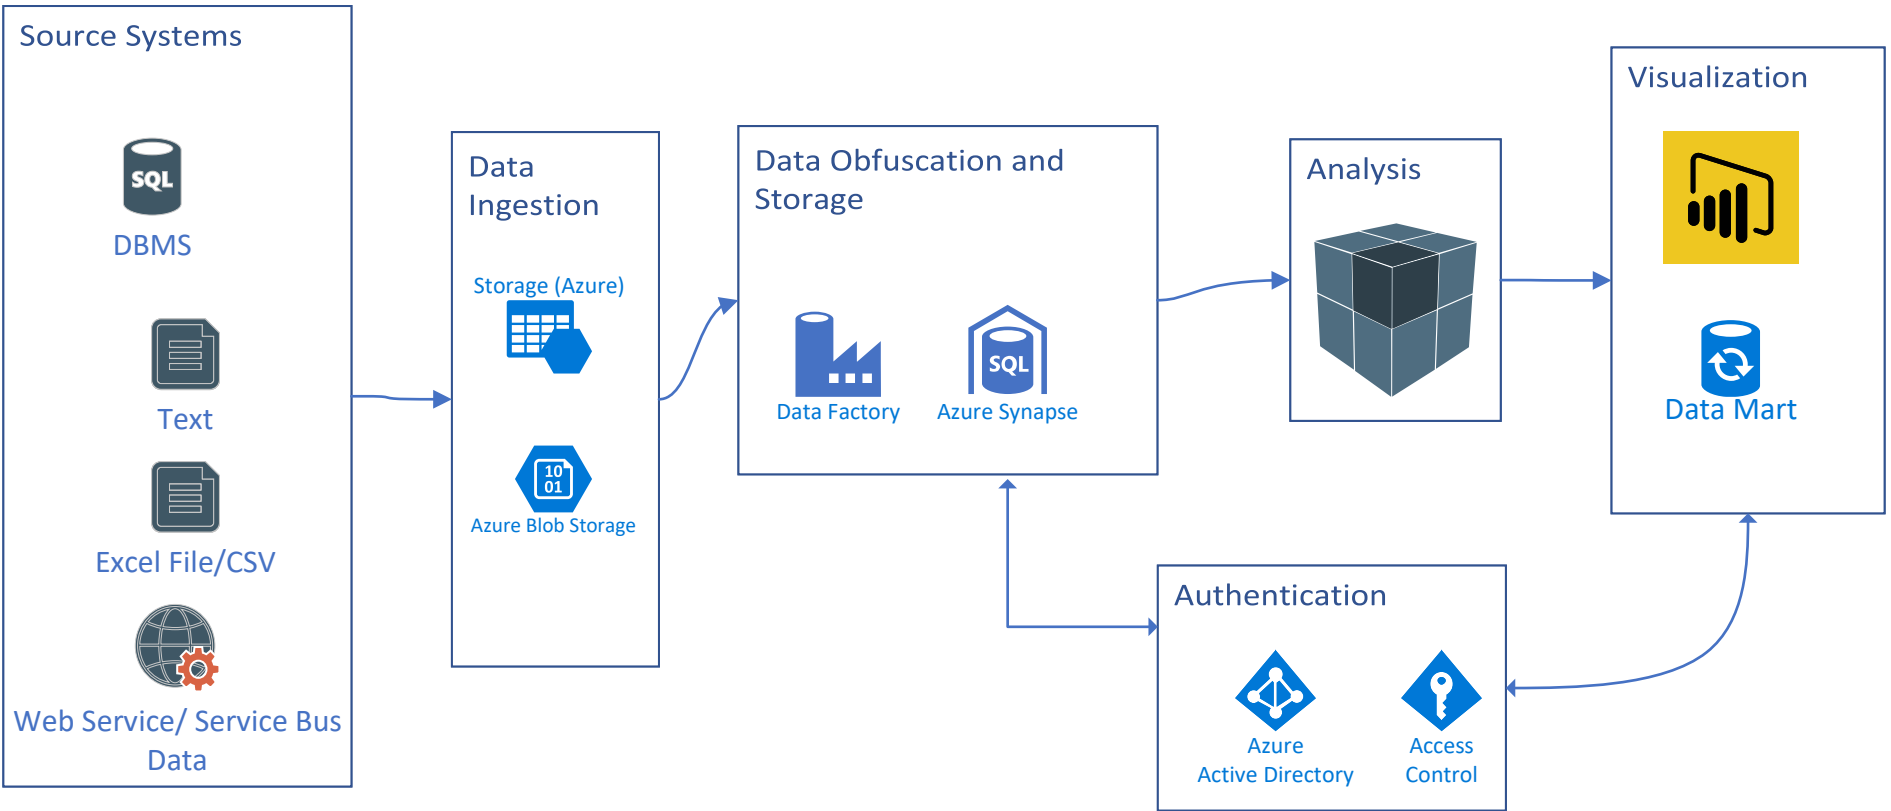 Source Systems
SQL
DBMS
Text
Excel File/CSV
Web Service/ Service Bus
Data
Data
Ingestion
Storage (Azure)
10
01
Azure Blob Storage
Data Obfuscation and
Storage
Data Factory
SQL
Azure Synapse
Analysis
Visualization
Data Mart
Authentication
Azure
Active Directory
Access
Control